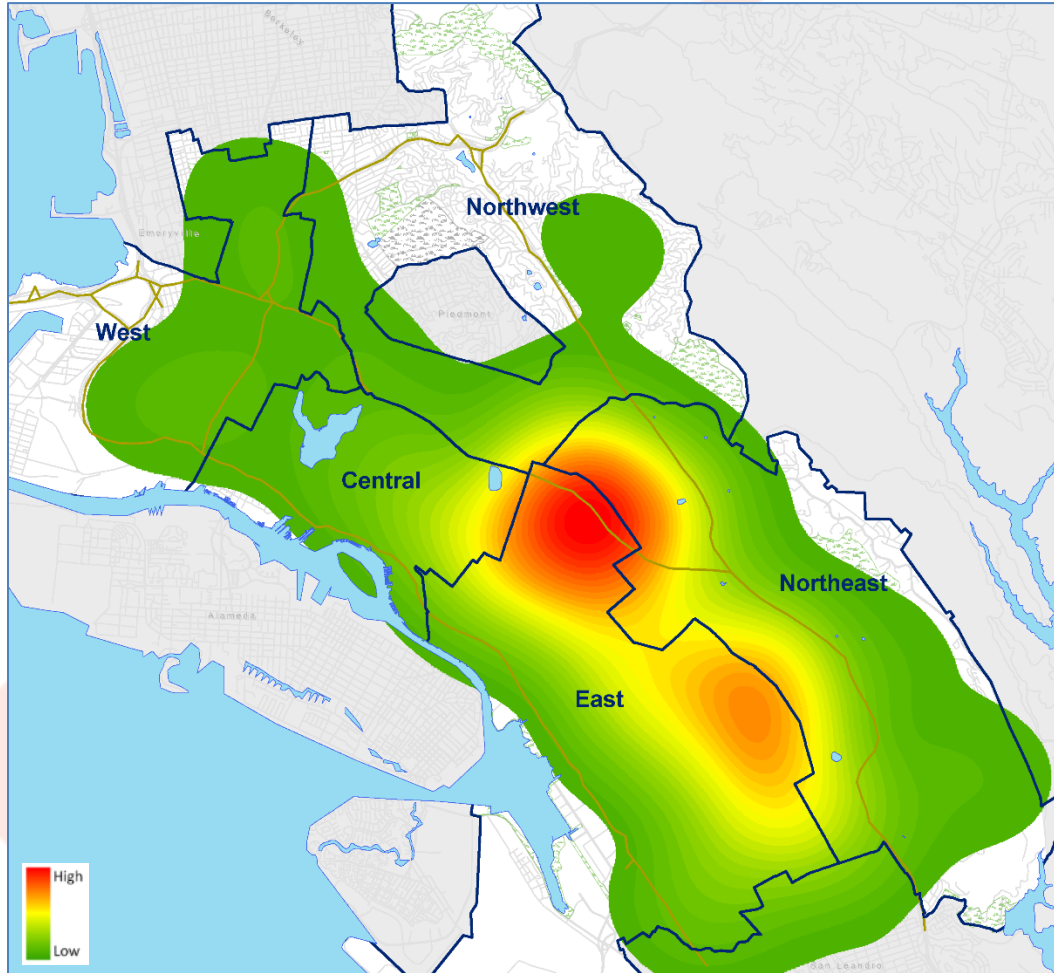 Berkeley
Northwest
Emeryville
Piedmont
West
Central
Northeast
Alameda
East
High
Low
San Leandro